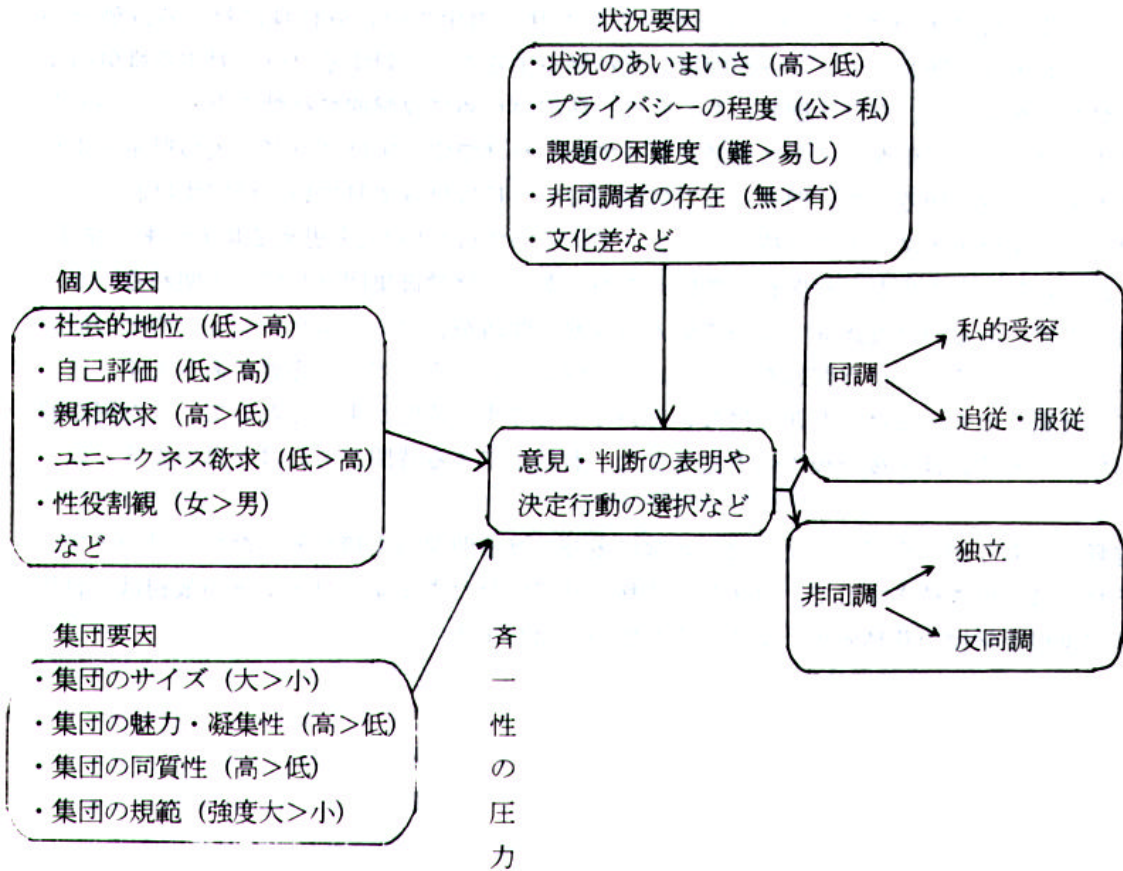 状況要因
・状況のあいまいさ（高＞低）
・プライバシーの程度（公＞私）
・課題の困難度（難＞易し）
・非同調者の存在（無＞有）
・文化差など
個人要因
・社会的地位（低＞高）
・自己評価（低＞高）
・親和欲求（高＞低）
・ユニークネス欲求（低＞高）
・性役割観（女＞男）
など
集団要因
・集団のサイズ（大＞小）
・集団の魅力・凝集性（高＞低）
・集団の同質性（高＞低）
・集団の規範（強度大＞小）
斉一性の圧力
意見・判断の表明や
決定行動の選択など
同調
私的受容
追従・服従
非同調
独立
反同調